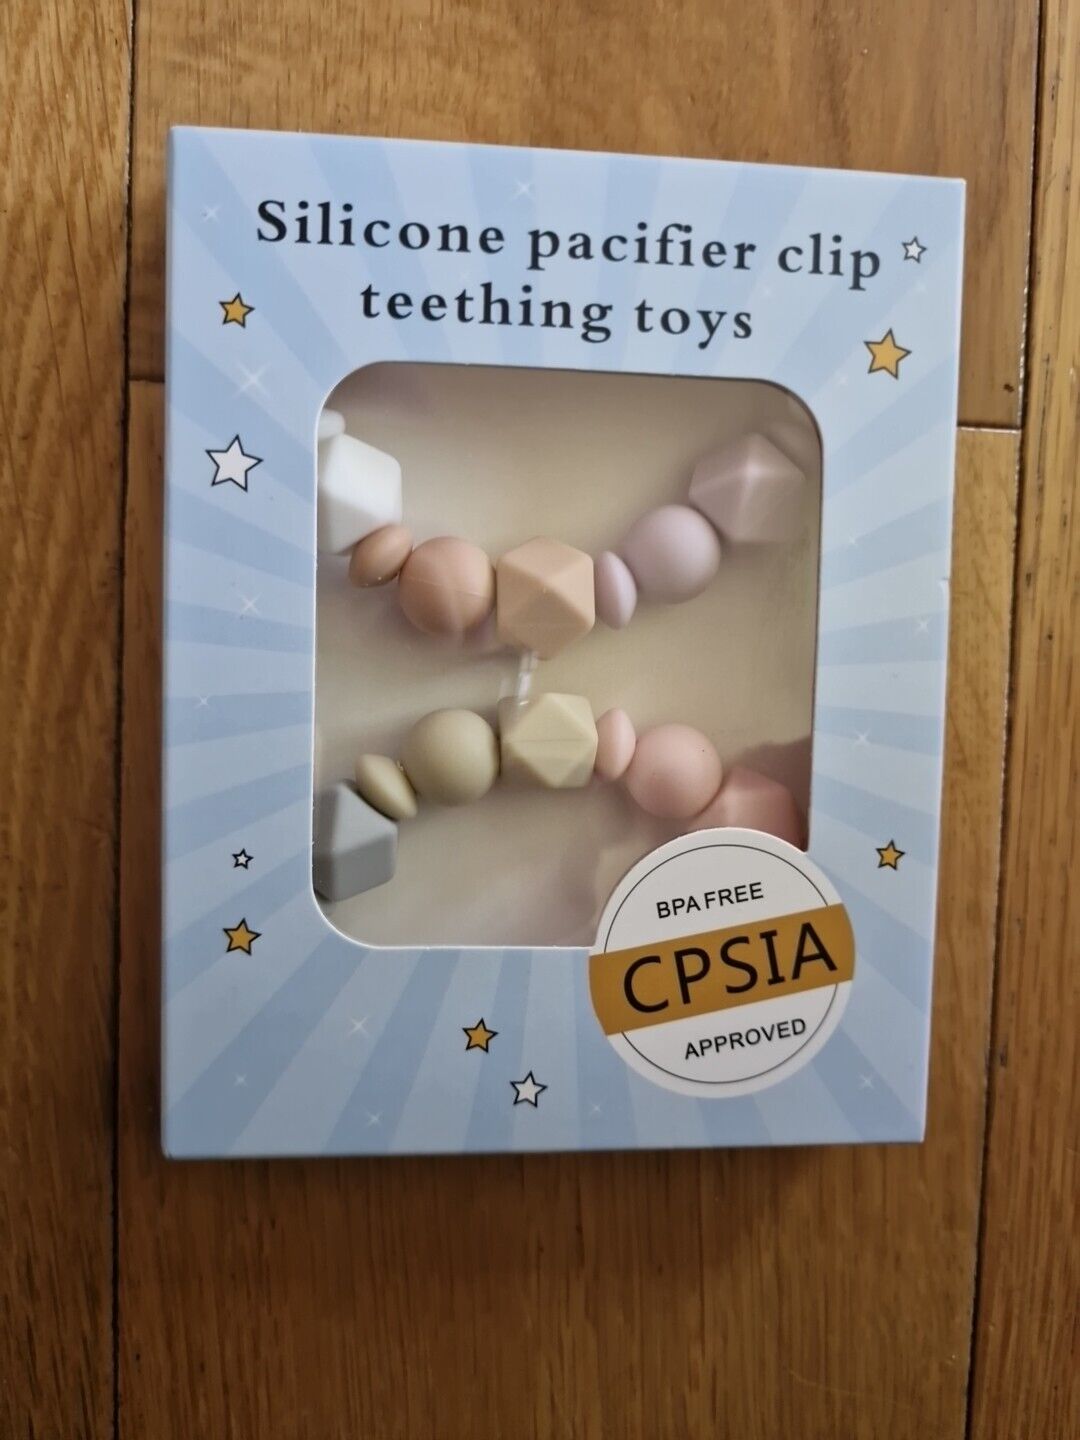 Silicone pacifier clip
teething toys
BPA FREE
CPSIA
APPROVED